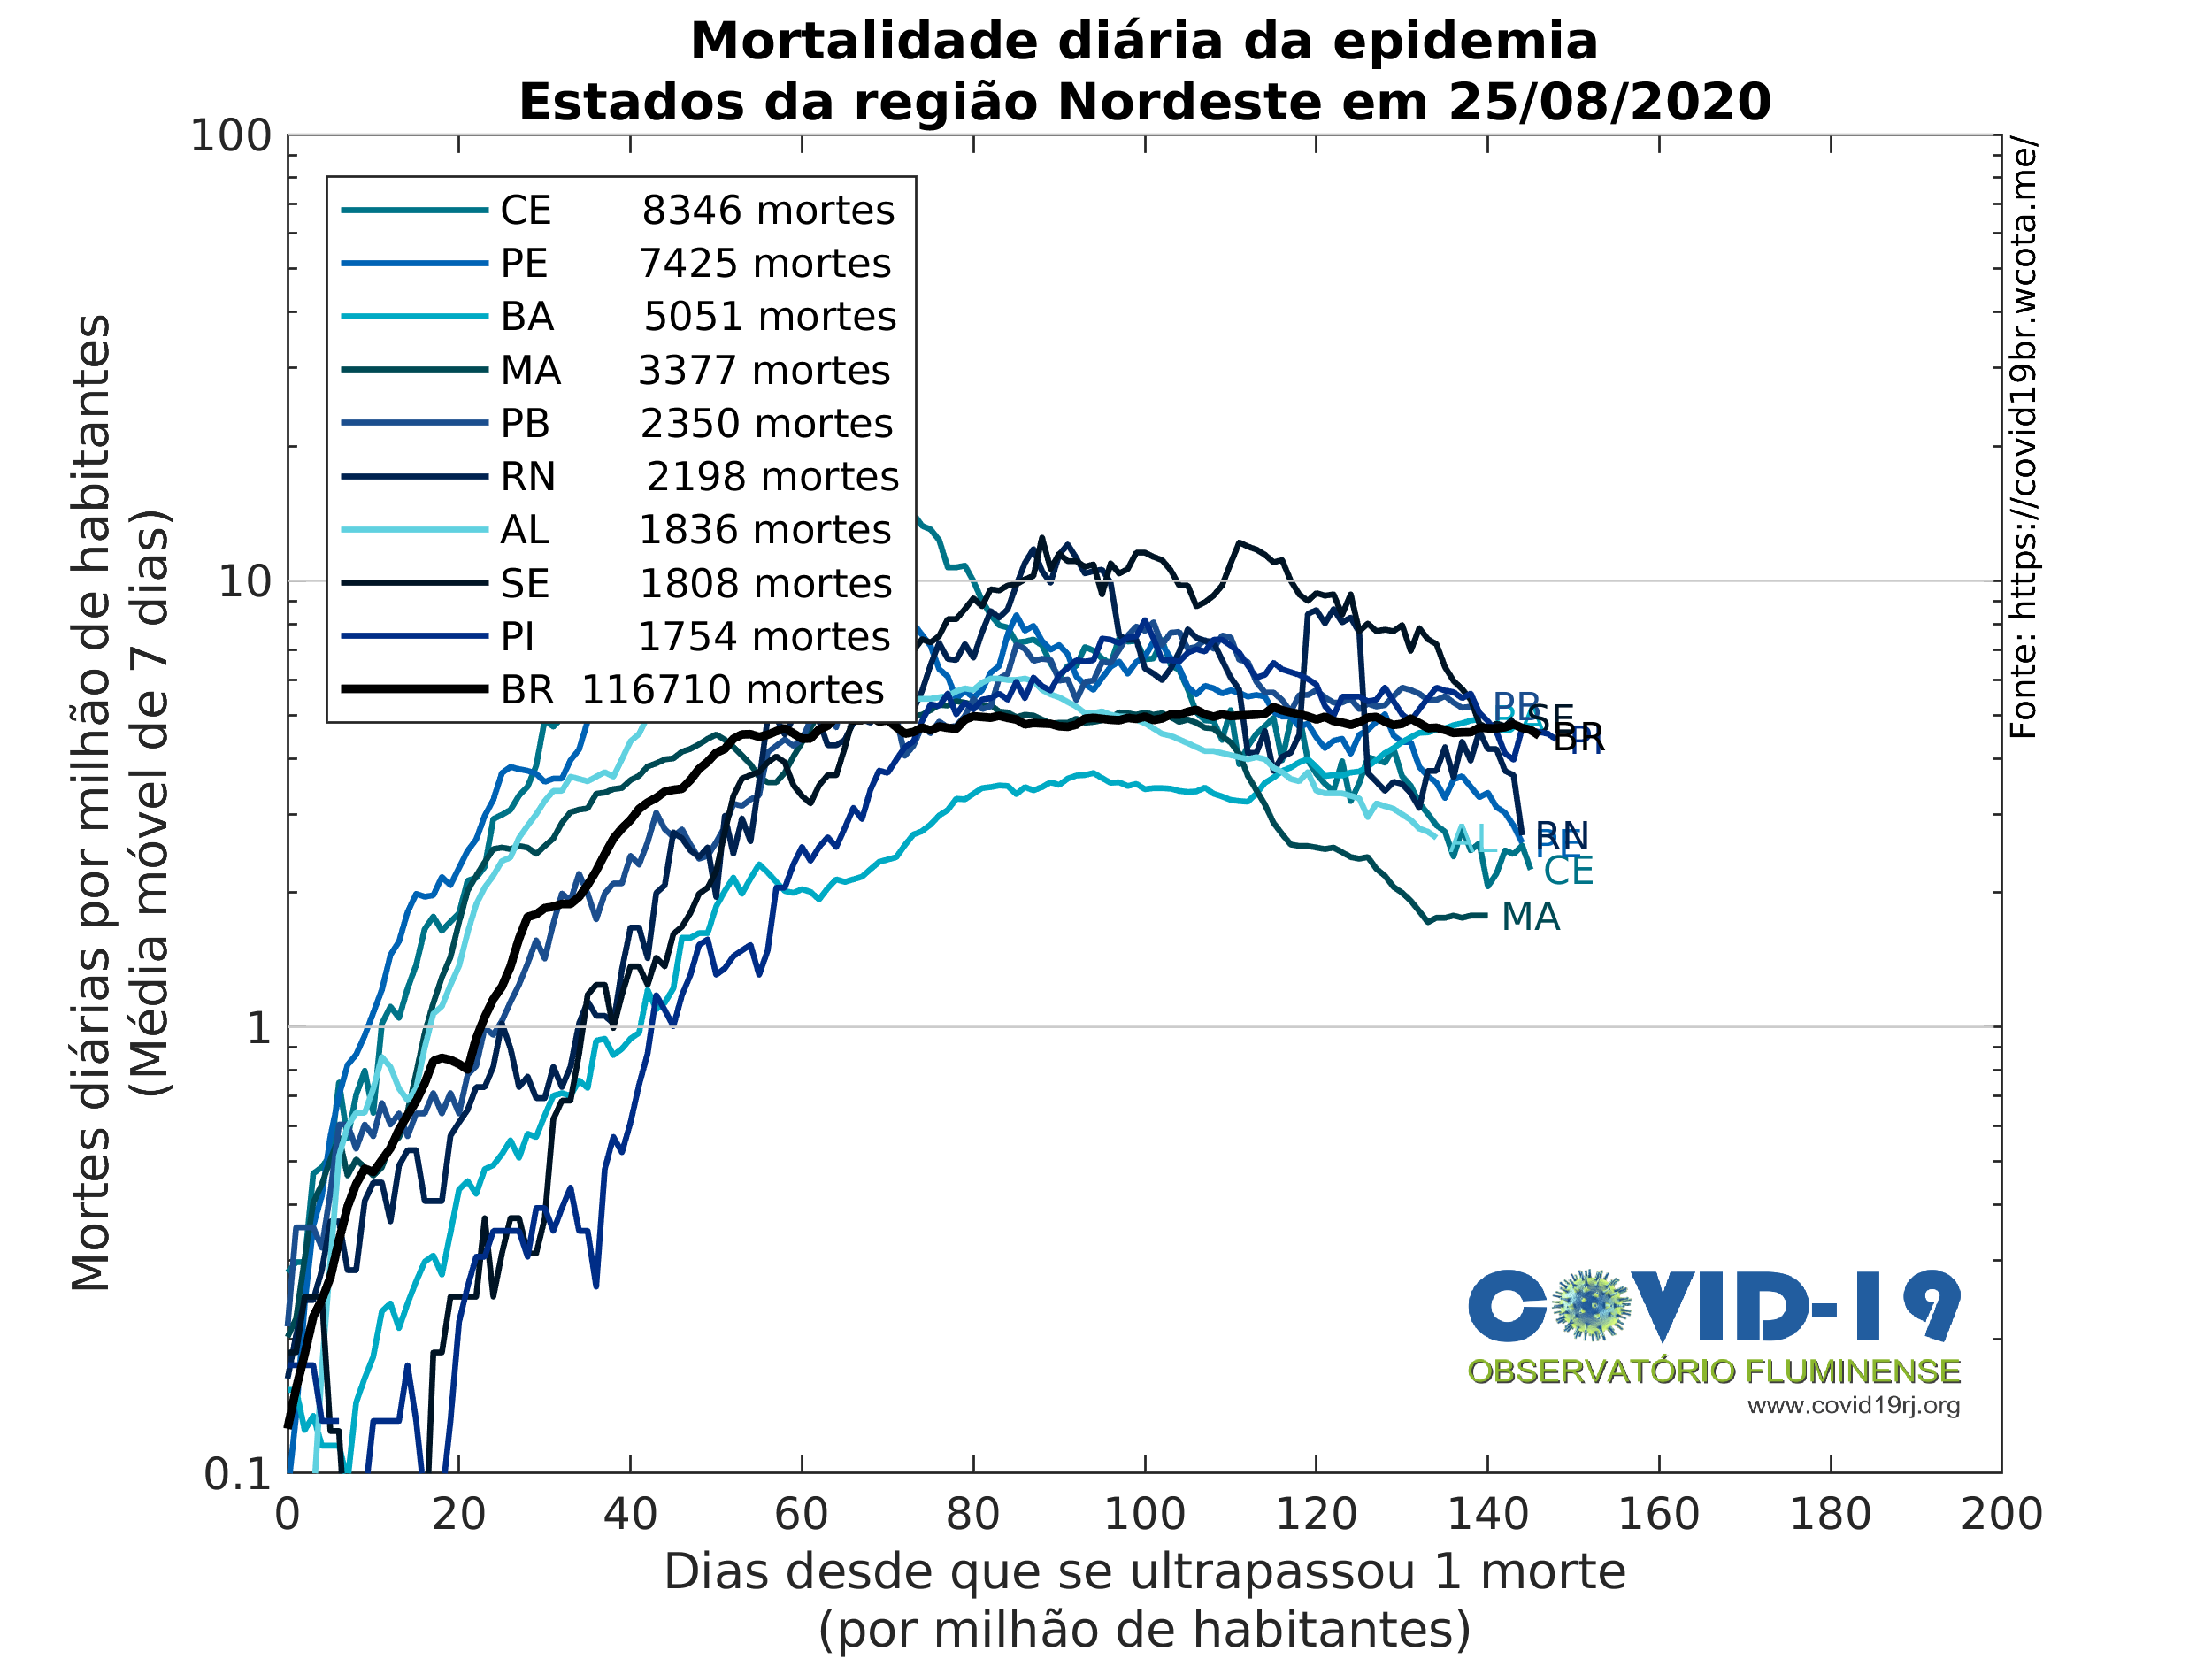 Mortalidade diária da epidemia
Estados da região Nordeste em 25/08/2020
Mortes diárias por milhão de habitantes
(Média móvel de 7 dias)
100
10
1
0.1
CE 8346 mortes
PE 7425 mortes
BA 5051 mortes
MA 3377 mortes
PB 2350 mortes
RN 2198 mortes
AL 1836 mortes
SE 1808 mortes
PI 1754 mortes
BR 116710 mortes
PB
SE
PI
BR
AL
RN
PE
CE
MA
Fonte: https://covid19br.wcota.me/
COVID-19
OBSERVATÓRIO FLUMINENSE
www.covid19rj.org
0 20 40 60 80 100 120 140 160 180 200
Dias desde que se ultrapassou 1 morte
(por milhão de habitantes)